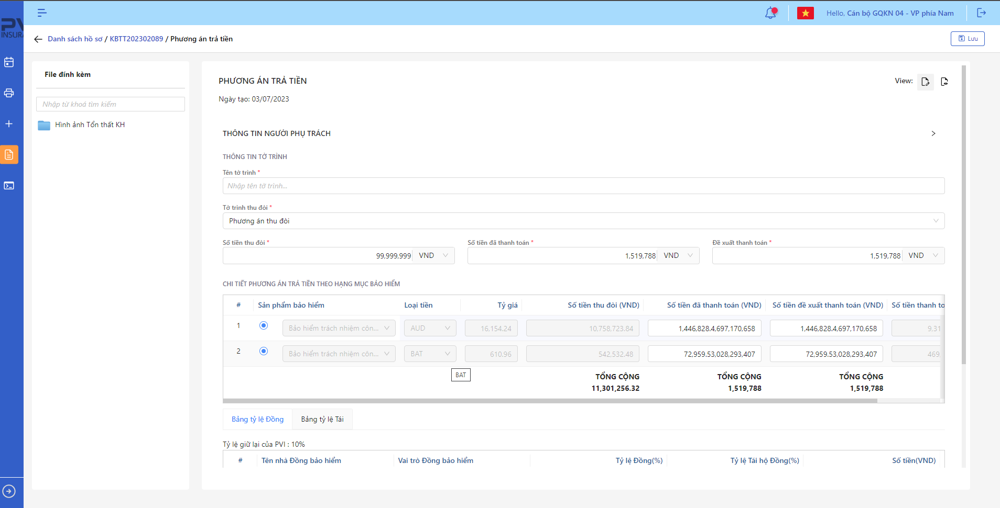 PV
INSURA
Hello, Cán bộ GQKN 04 - VP phía Nam
Danh sách hồ sơ / KBTT202302089 / Phương án trả tiền
Lưu
File đính kèm
Nhập từ khoá tìm kiếm
Hình ảnh Tổn thất KH
PHƯƠNG ÁN TRẢ TIỀN
View:
Ngày tạo: 03/07/2023
THÔNG TIN NGƯỜI PHỤ TRÁCH
THÔNG TIN TỜ TRÌNH
Tên tờ trình *
Nhập tên tờ trình...
Tờ trình thu đòi *
Phương án thu đòi
Số tiền thu đòi * Số tiền đã thanh toán * Đề xuất thanh toán *
99,999,999 VND 1,519,788 VND 1,519,788 VND
CHI TIẾT PHƯƠNG ÁN TRẢ TIỀN THEO HẠNG MỤC BẢO HIỂM
# Sản phẩm bảo hiểm Loại tiền Tỷ giá Số tiền thu đòi (VND) Số tiền đã thanh toán (VND) Số tiền đề xuất thanh toán (VND) Số tiền thanh to
1 Bảo hiểm trách nhiệm côn... AUD 16,154.24 10,758,723.84 1,446,828.4,697,170,658 1,446,828.4,697,170,658 9,31
2 Bảo hiểm trách nhiệm côn... BAT 610.96 542,532.48 72,959.53,028,293,407 72,959.53,028,293,407 469,
BAT
TỔNG CỘNG TỔNG CỘNG TỔNG CỘNG
11,301,256.32 1,519,788 1,519,788
Bảng tỷ lệ Đồng Bảng tỷ lệ Tái
Tỷ lệ giữ lại của PVI : 10%
# Tên nhà Đồng bảo hiểm Vai trò Đồng bảo hiểm Tỷ lệ Đồng(%) Tỷ lệ Tái hộ Đồng(%) Số tiền(VND)